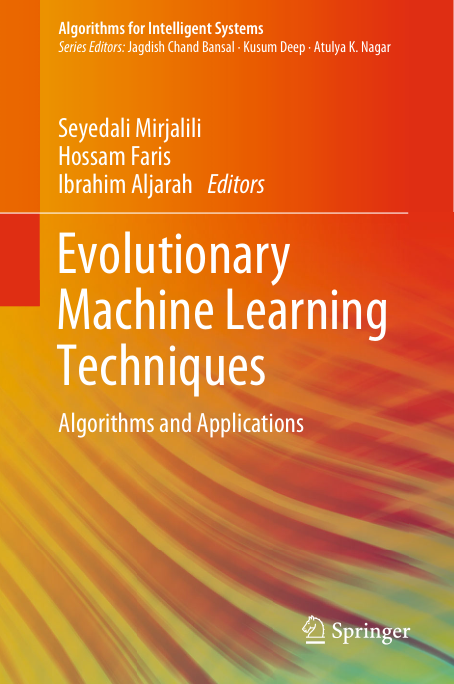 Algorithms for Intelligent Systems
Series Editors: Jagdish Chand Bansal · Kusum Deep · Atulya K. Nagar
Seyedali Mirjalili
Hossam Faris
Ibrahim Aljarah Editors
Evolutionary
Machine Learning
Techniques
Algorithms and Applications
Springer